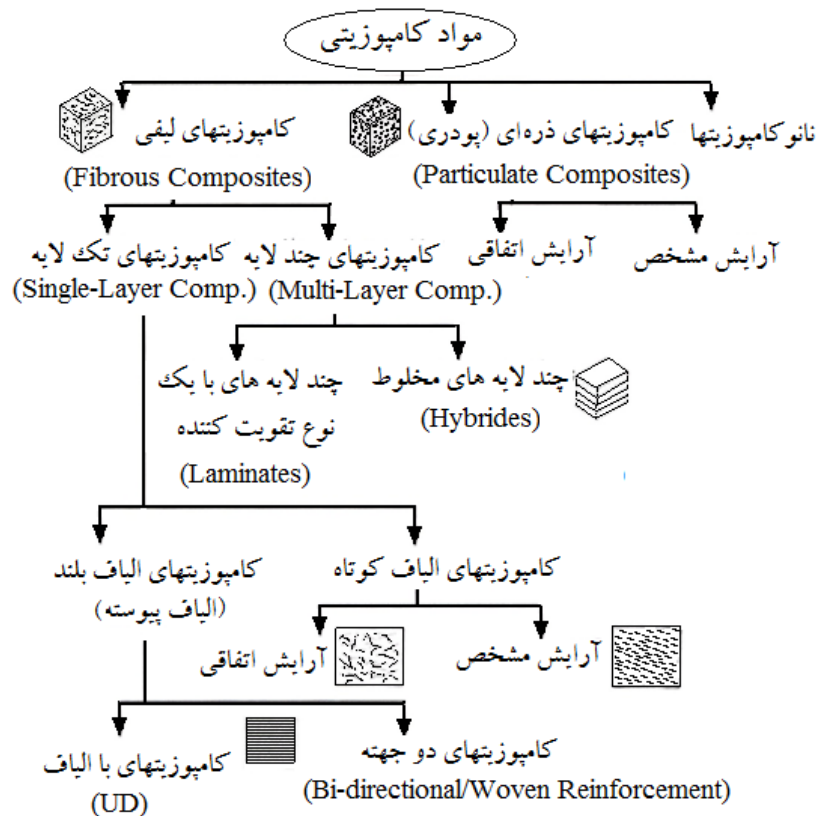 مواد کامپوزیتی
نانوکامپوزیتها
کامپوزیتهای ذره‌ای (پودری)
(Particulate Composites)
کامپوزیتهای لیفی
(Fibrous Composites)
آرایش مشخص
آرایش اتفاقی
کامپوزیتهای چند لایه
(Multi-Layer Comp.)
کامپوزیتهای تک لایه
(Single-Layer Comp.)
چند لایه های مخلوط
(Hybrides)
چند لایه های با یک
نوع تقویت کننده
(Laminates)
کامپوزیتهای الیاف کوتاه
کامپوزیتهای الیاف بلند
(الیاف پیوسته)
آرایش مشخص
آرایش اتفاقی
کامپوزیتهای دو جهته
(Bi-directional/Woven Reinforcement)
کامپوزیتهای با الیاف
(UD)